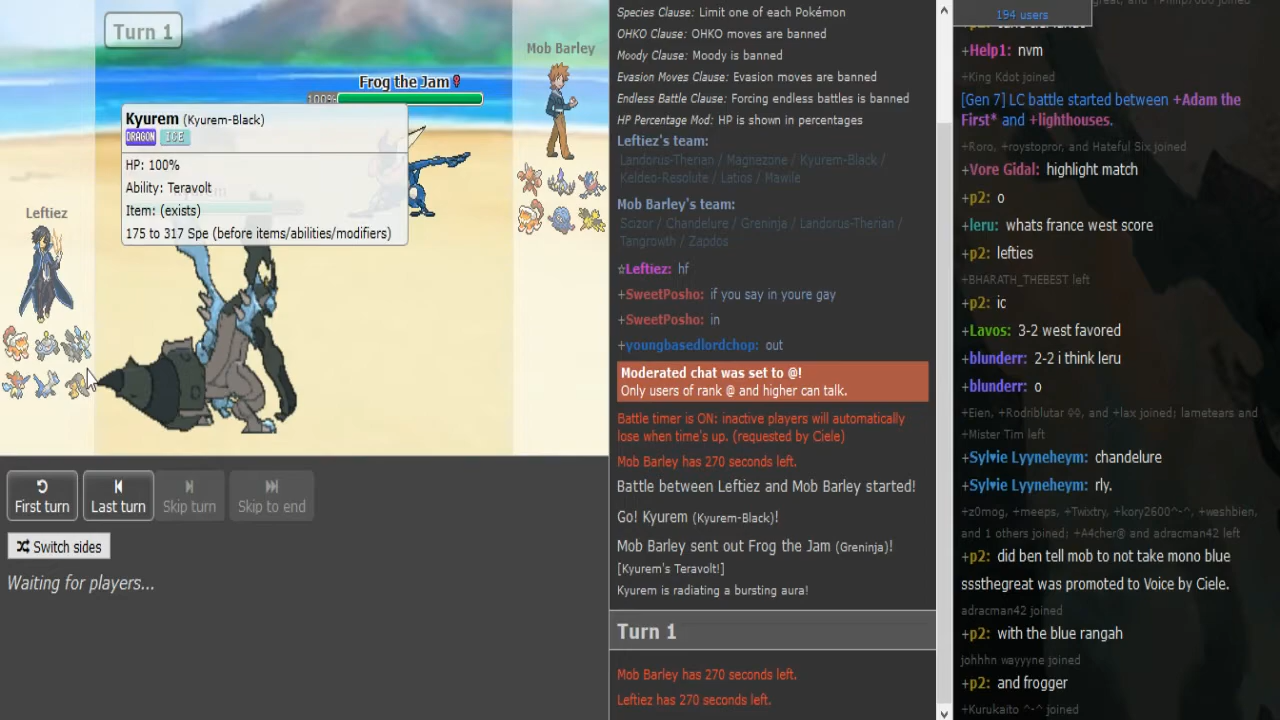 Turn 1
Mob Barley
Frog the Jam
100%
Kyurem (Kyurem-Black)
DRAGON ICE
HP: 100%
Ability: Teravolt
Item: (exists)
175 to 317 Spe (before items/abilities/modifiers)
Leftiez
First turn
Last turn
Skip turn
Skip to end
Switch sides
Waiting for players...
Species Clause: Limit one of each Pokémon
OHKO Clause: OHKO moves are banned
Moody Clause: Moody is banned
Evasion Moves Clause: Evasion moves are banned
Endless Battle Clause: Forcing endless battles is banned
HP Percentage Mod: HP is shown in percentages
Leftiez's team:
Landorus-Therian / Magnezone / Kyurem-Black /
Keldeo-Resolute / Latios / Mawile
Mob Barley's team:
Scizor / Chandelure / Greninja / Landorus-Therian /
Tangrowth / Zapdos
☆Leftiez: hf
+SweetPosho: if you say in youre gay
+SweetPosho: in
+youngbasedlordchop: out
Moderated chat was set to @!
Only users of rank @ and higher can talk.
Battle timer is ON: inactive players will automatically
lose when time's up. (requested by Ciele)
Mob Barley has 270 seconds left.
Battle between Leftiez and Mob Barley started!
Go! Kyurem (Kyurem-Black)!
Mob Barley sent out Frog the Jam (Greninja)!
[Kyurem's Teravolt!]
Kyurem is radiating a bursting aura!
Turn 1
Mob Barley has 270 seconds left.
Leftiez has 270 seconds left.
194 users
+Help1: nvm
+King Kdot joined
[Gen 7] LC battle started between +Adam the
First* and +lighthouses.
+Roro, +roystopror, and Hateful Six joined
+Vore Gidal: highlight match
+p2: o
+leru: whats france west score
+p2: lefties
+BHARATH_THEBEST left
+p2: ic
+Lavos: 3-2 west favored
+blunderr: 2-2 i think leru
+blunderr: o
+Eien, +Rodriblutar ⚲⚲, and +lax joined; lametears and
+Mister Tim left
+Sylvie Lyyneheym: chandelure
+Sylvie Lyyneheym: rly.
+z0mog, +meeps, +Twixtry, +kory2600^-^, +weshbien,
and 1 others joined; +A4cher@ and adracman42 left
+p2: did ben tell mob to not take mono blue
sssthegreat was promoted to Voice by Ciele.
adracman42 joined
+p2: with the blue rangah
johhhn wayyyne joined
+p2: and frogger
+Kurukaito ^-^ joined